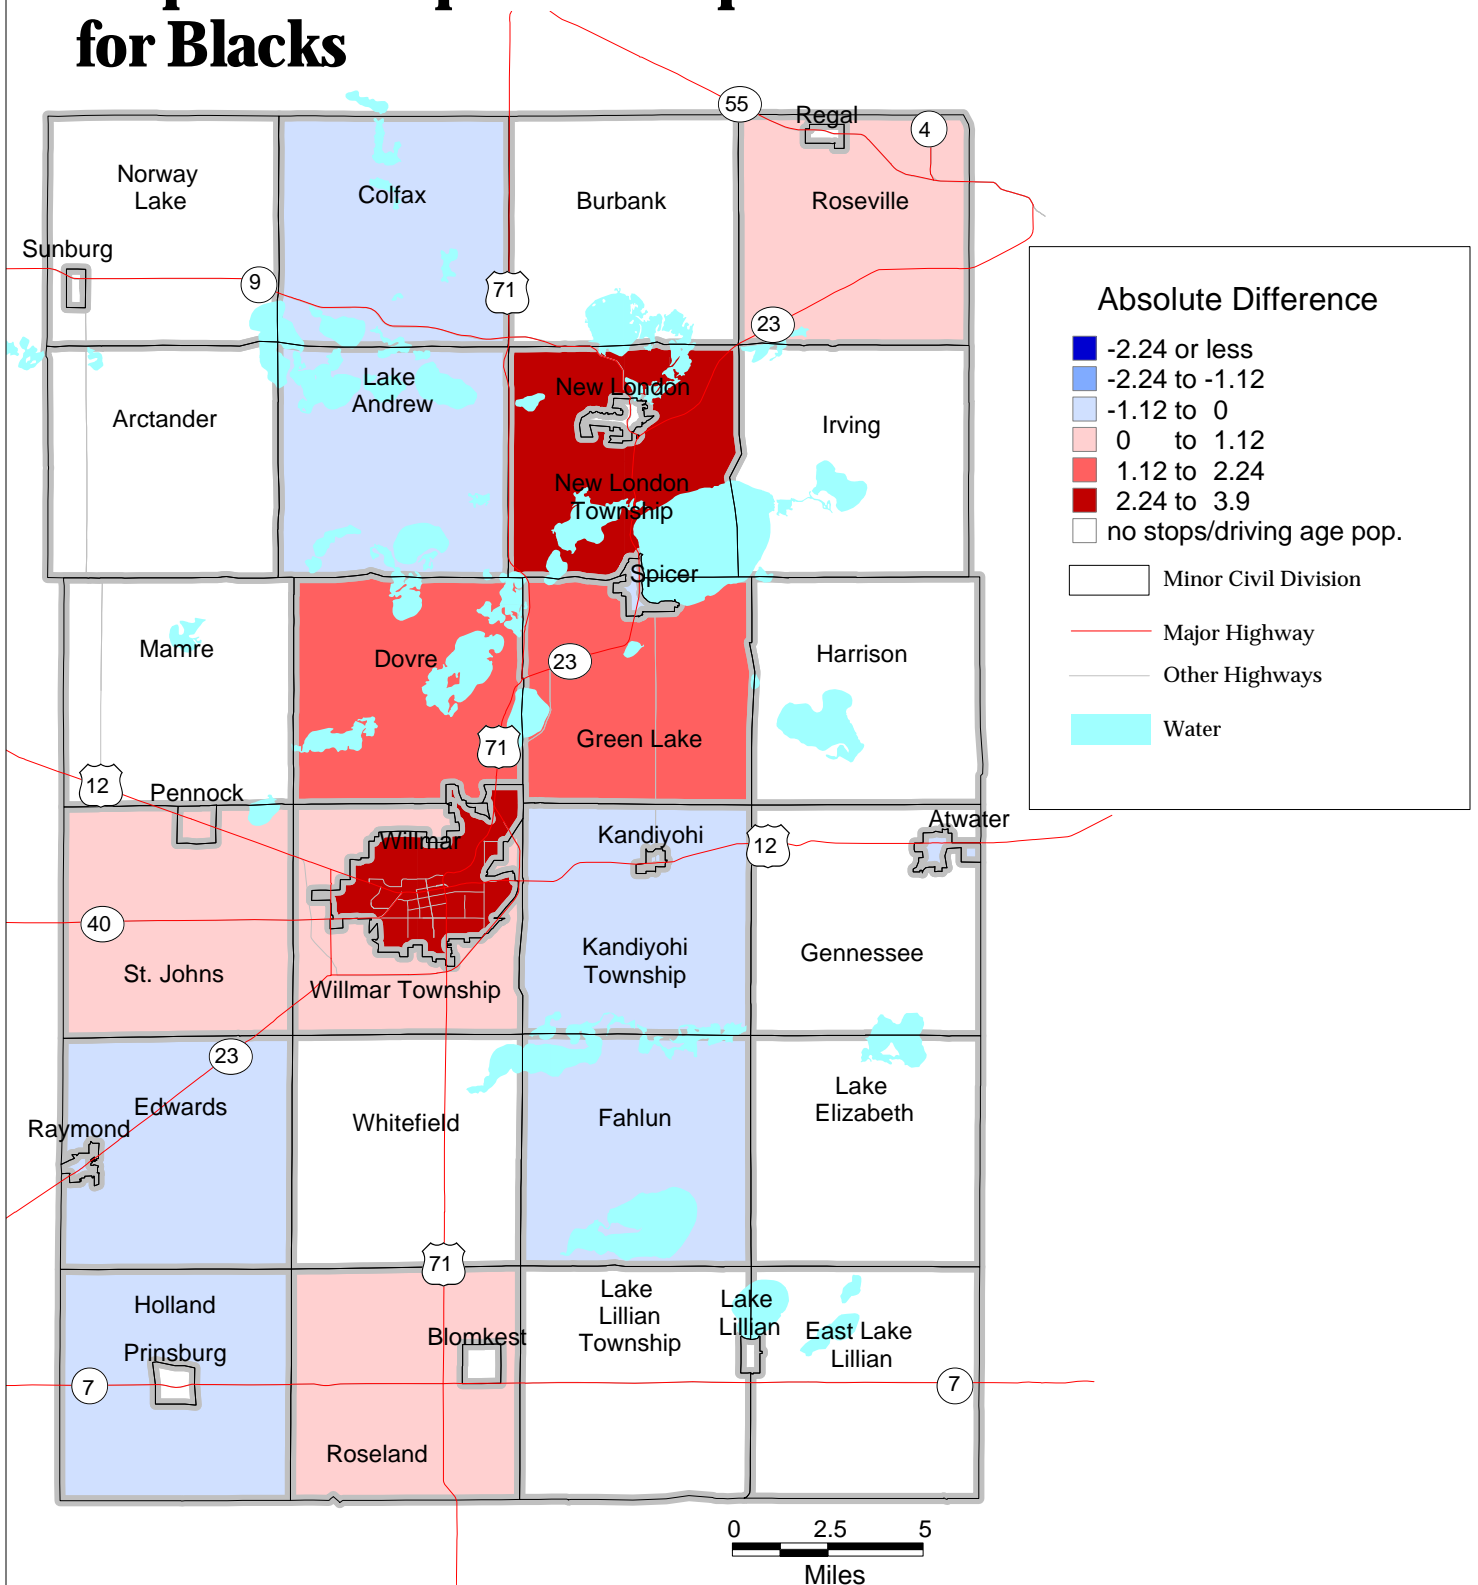 for Blacks
55
Regal
4
Norway
Lake
Colfax
Burbank
Roseville
Sunburg
9
71
23
Absolute Difference
-2.24 or less
-2.24 to -1.12
-1.12 to 0
0 to 1.12
1.12 to 2.24
2.24 to 3.9
no stops/driving age pop.
Minor Civil Division
Major Highway
Other Highways
Water
Arctander
Lake
Andrew
New London
Irving
New London
Township
Spicer
Mamre
Dovre
23
Harrison
Green Lake
71
12
Pennock
Willmar
Kandiyohi
12
Atwater
40
St. Johns
Willmar Township
Kandiyohi
Township
Gennessee
23
Edwards
Raymond
Whitefield
Fahlun
Lake
Elizabeth
71
Holland
Prinsburg
7
Blomkest
Roseland
Lake
Lillian
Township
Lake
Lillian
East Lake
Lillian
7
0 2.5 5
Miles